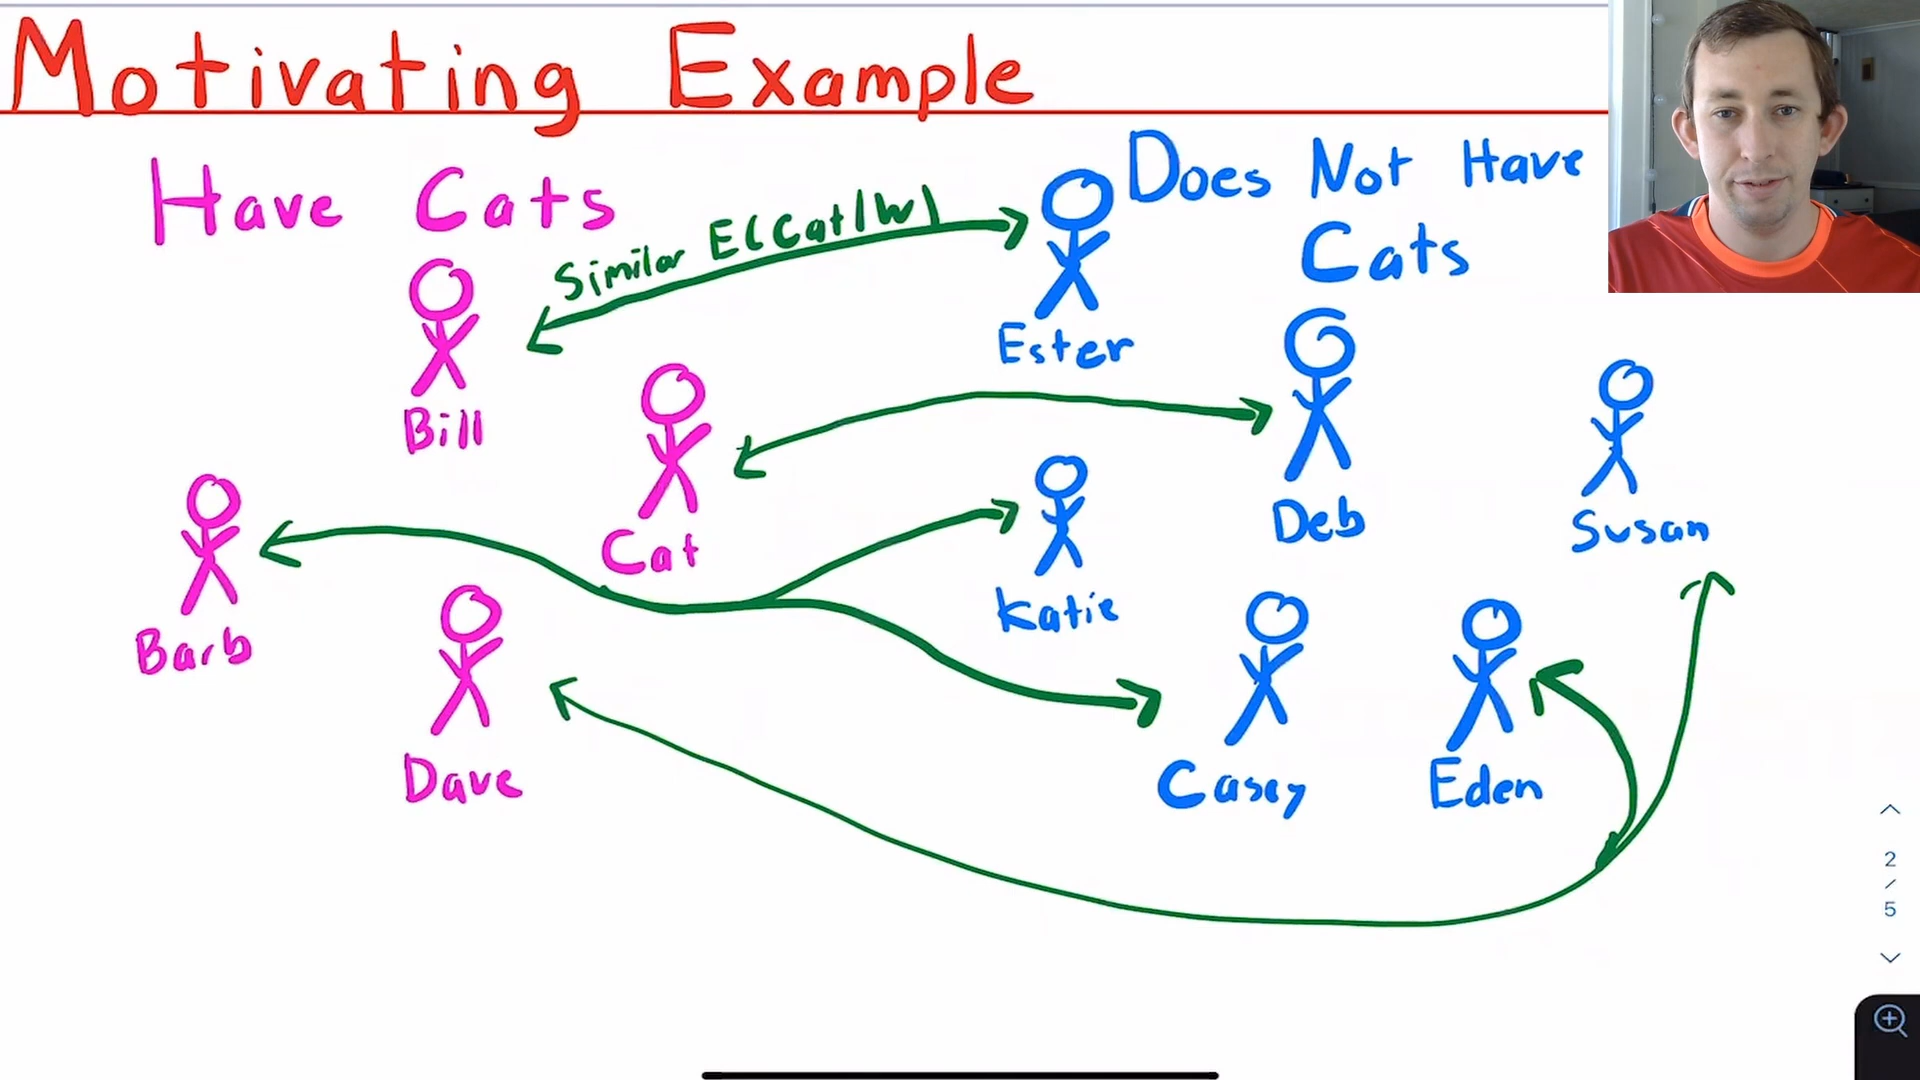 Motivating Example
Have Cats
Does Not Have
Cats
Similar E(Cat|W)
Ester
Bill
Cat
Deb
Susan
Barb
Katie
Dave
Casey
Eden
2
/
5